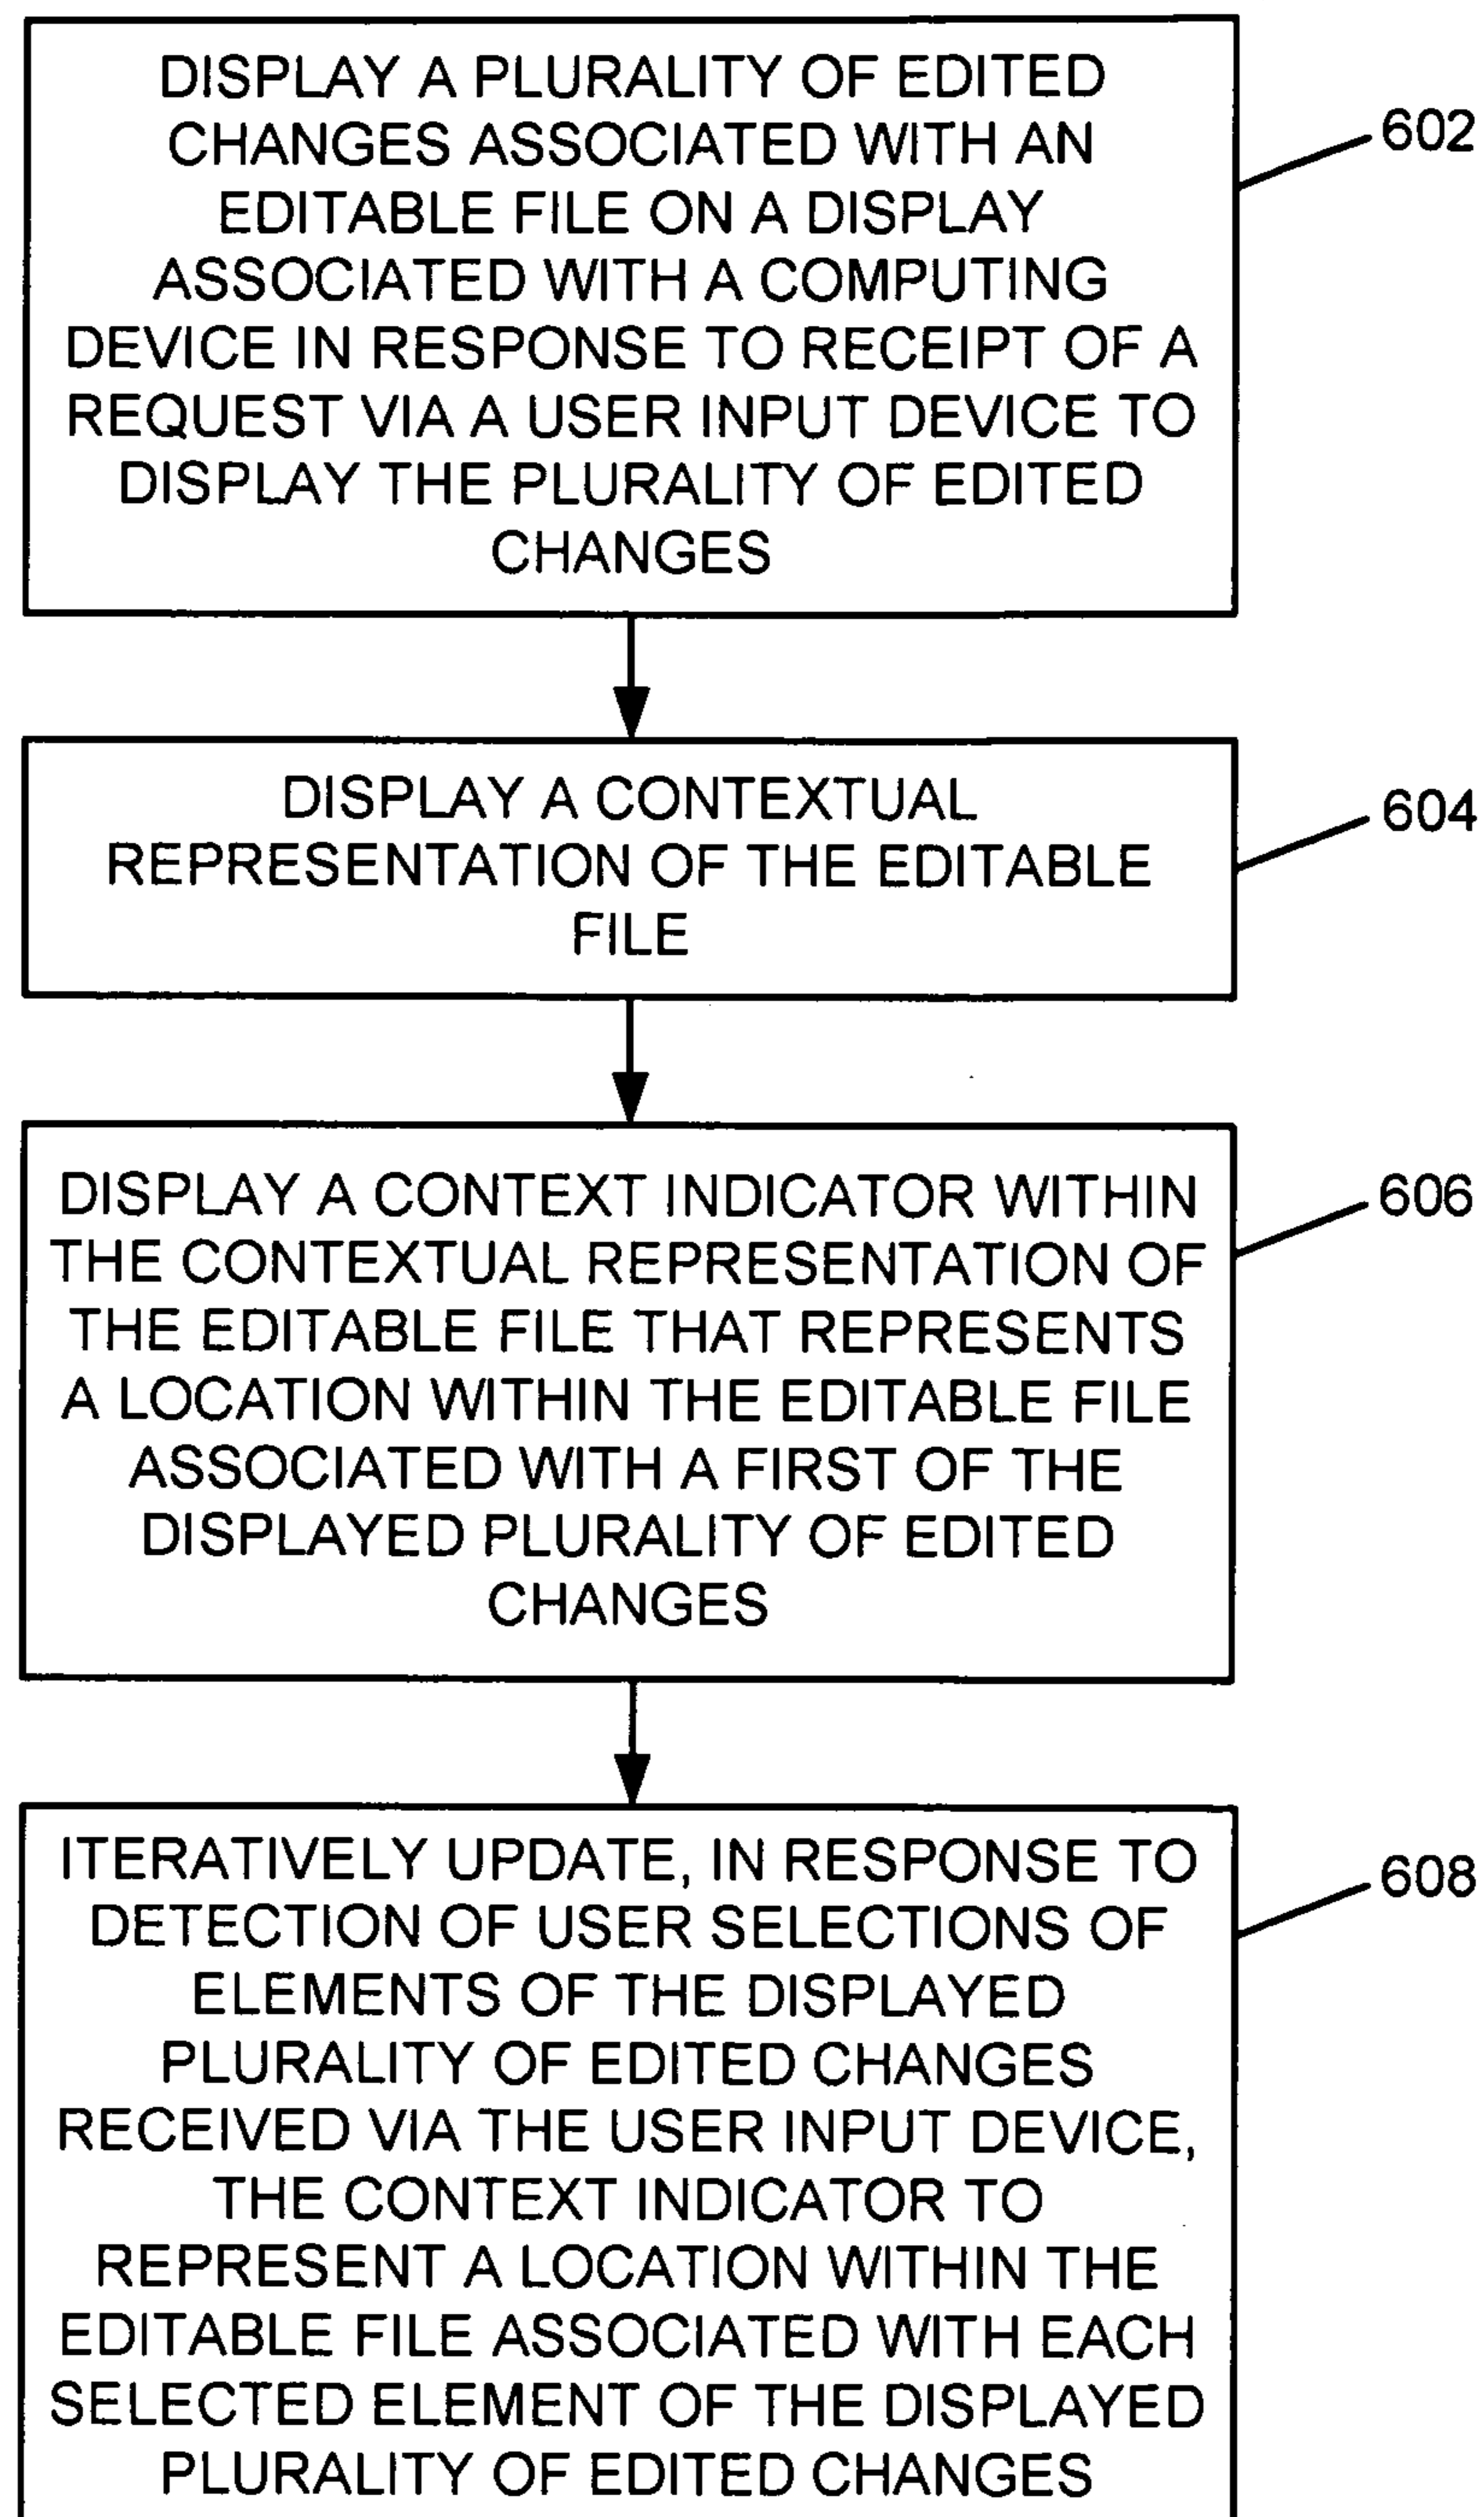 DISPLAY A PLURALITY OF EDITED
CHANGES ASSOCIATED WITH AN
EDITABLE FILE ON A DISPLAY
ASSOCIATED WITH A COMPUTING
DEVICE IN RESPONSE TO RECEIPT OF A
REQUEST VIA A USER INPUT DEVICE TO
DISPLAY THE PLURALITY OF EDITED
CHANGES
602
DISPLAY A CONTEXTUAL
REPRESENTATION OF THE EDITABLE
FILE
604
DISPLAY A CONTEXT INDICATOR WITHIN
THE CONTEXTUAL REPRESENTATION OF
THE EDITABLE FILE THAT REPRESENTS
A LOCATION WITHIN THE EDITABLE FILE
ASSOCIATED WITH A FIRST OF THE
DISPLAYED PLURALITY OF EDITED
CHANGES
606
ITERATIVELY UPDATE, IN RESPONSE TO
DETECTION OF USER SELECTIONS OF
ELEMENTS OF THE DISPLAYED
PLURALITY OF EDITED CHANGES
RECEIVED VIA THE USER INPUT DEVICE,
THE CONTEXT INDICATOR TO
REPRESENT A LOCATION WITHIN THE
EDITABLE FILE ASSOCIATED WITH EACH
SELECTED ELEMENT OF THE DISPLAYED
PLURALITY OF EDITED CHANGES
608